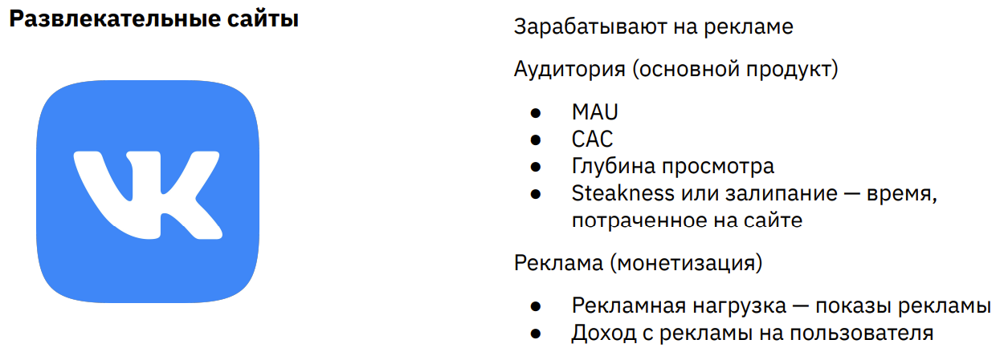 Развлекательные сайты
VK
Зарабатывают на рекламе
Аудитория (основной продукт)
● MAU
● CAC
● Глубина просмотра
● Steakness или залипание — время,
потраченное на сайте
Реклама (монетизация)
● Рекламная нагрузка — показы рекламы
● Доход с рекламы на пользователя